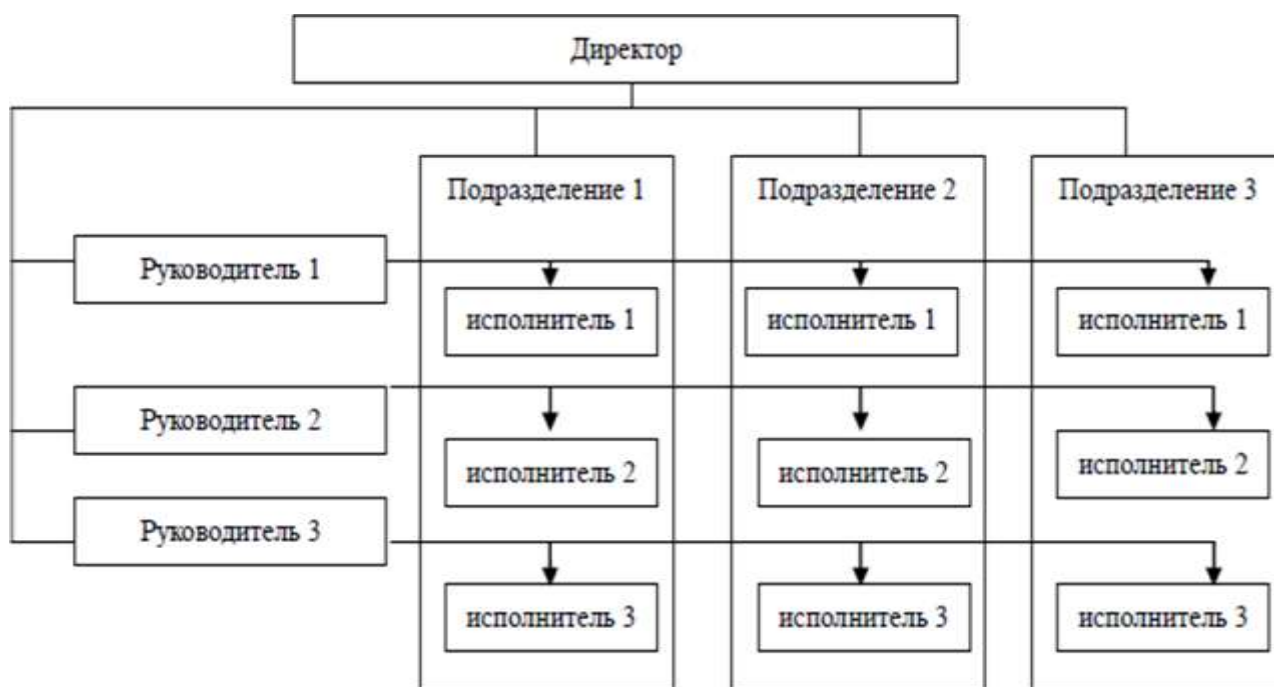 Директор
Подразделение 1
Подразделение 2
Подразделение 3
Руководитель 1
исполнитель 1
исполнитель 1
исполнитель 1
Руководитель 2
исполнитель 2
исполнитель 2
исполнитель 2
Руководитель 3
исполнитель 3
исполнитель 3
исполнитель 3